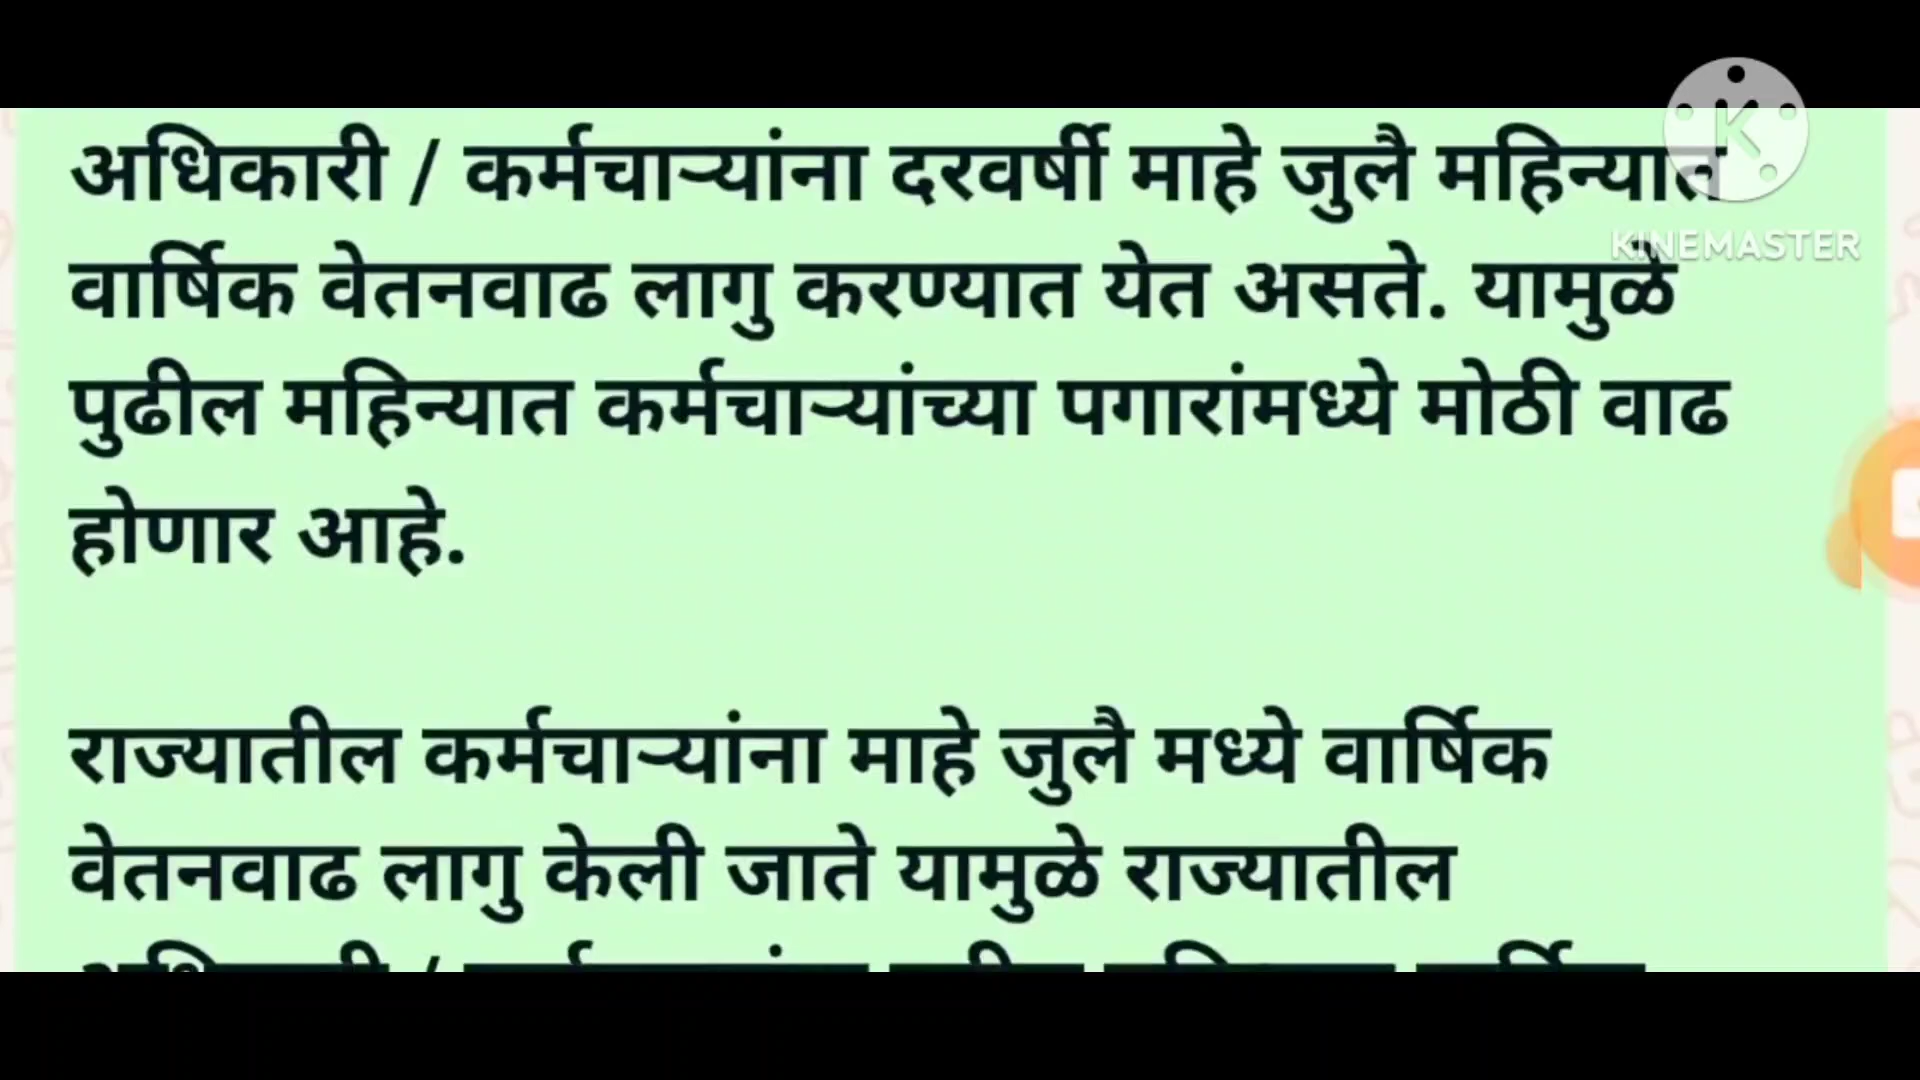 अधिकारी / कर्मचाऱ्यांना दरवर्षी माहे जुलै महिन्यात
KINEMASTER
वार्षिक वेतनवाढ लागु करण्यात येत असते. यामुळे
पुढील महिन्यात कर्मचाऱ्यांच्या पगारांमध्ये मोठी वाढ
होणार आहे.
राज्यातील कर्मचाऱ्यांना माहे जुलै मध्ये वार्षिक
वेतनवाढ लागु केली जाते यामुळे राज्यातील